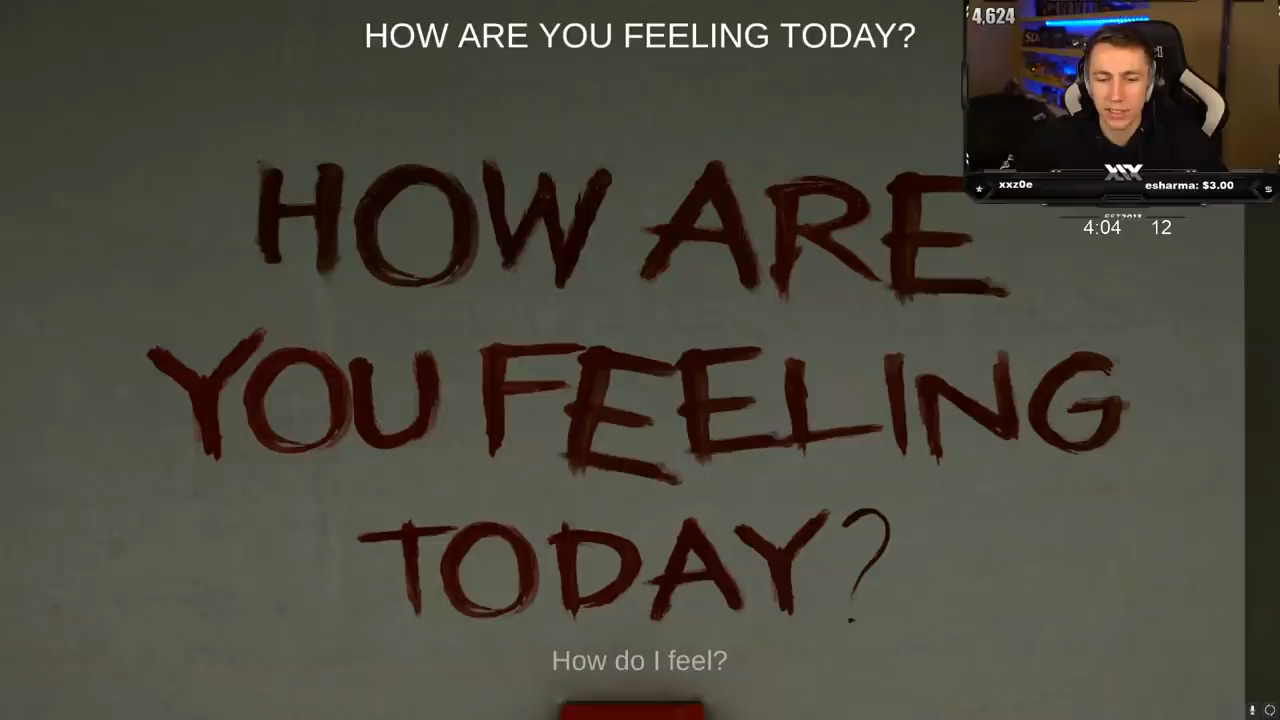 HOW ARE YOU FEELING TODAY?
4,624
xxz0e
esharma: $3.00
4:04
12
HOW ARE
YOU FEELING
TODAY?
How do I feel?